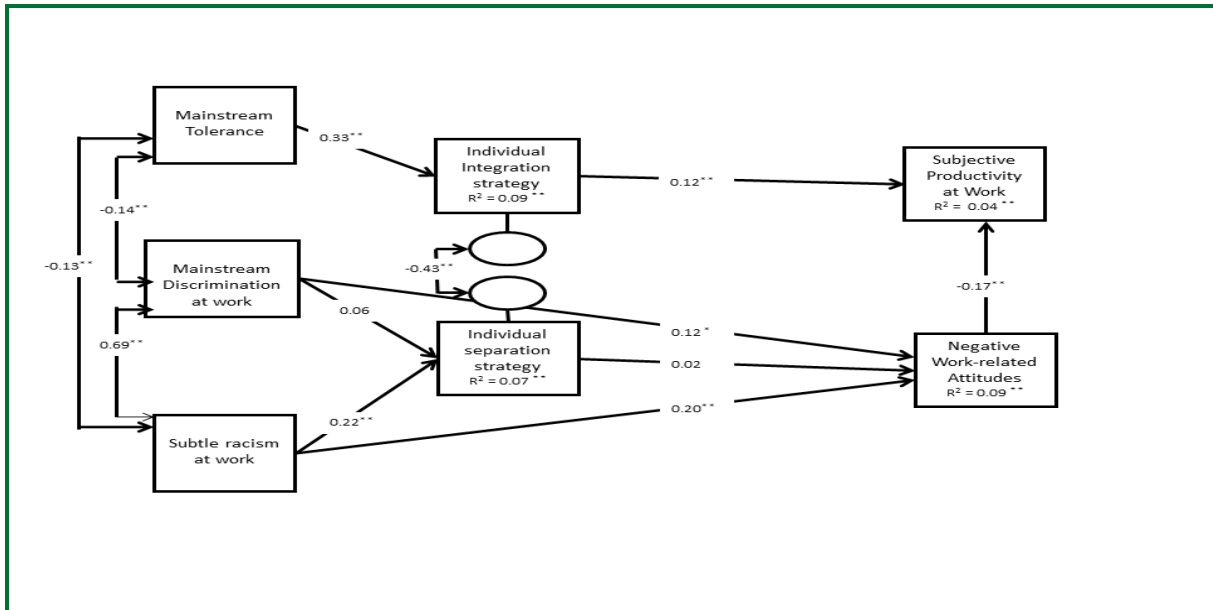 Mainstream
Tolerance
0.33**
Individual
Integration
strategy
R² = 0.09 **
0.12**
Subjective
Productivity
at Work
R² = 0.04 **
-0.14**
-0.13**
Mainstream
Discrimination
at work
-0.43**
0.06
-0.17**
0.69**
Individual
separation
strategy
R² = 0.07 **
0.12*
0.02
Negative
Work-related
Attitudes
R² = 0.09 **
0.20**
0.22**
Subtle racism
at work